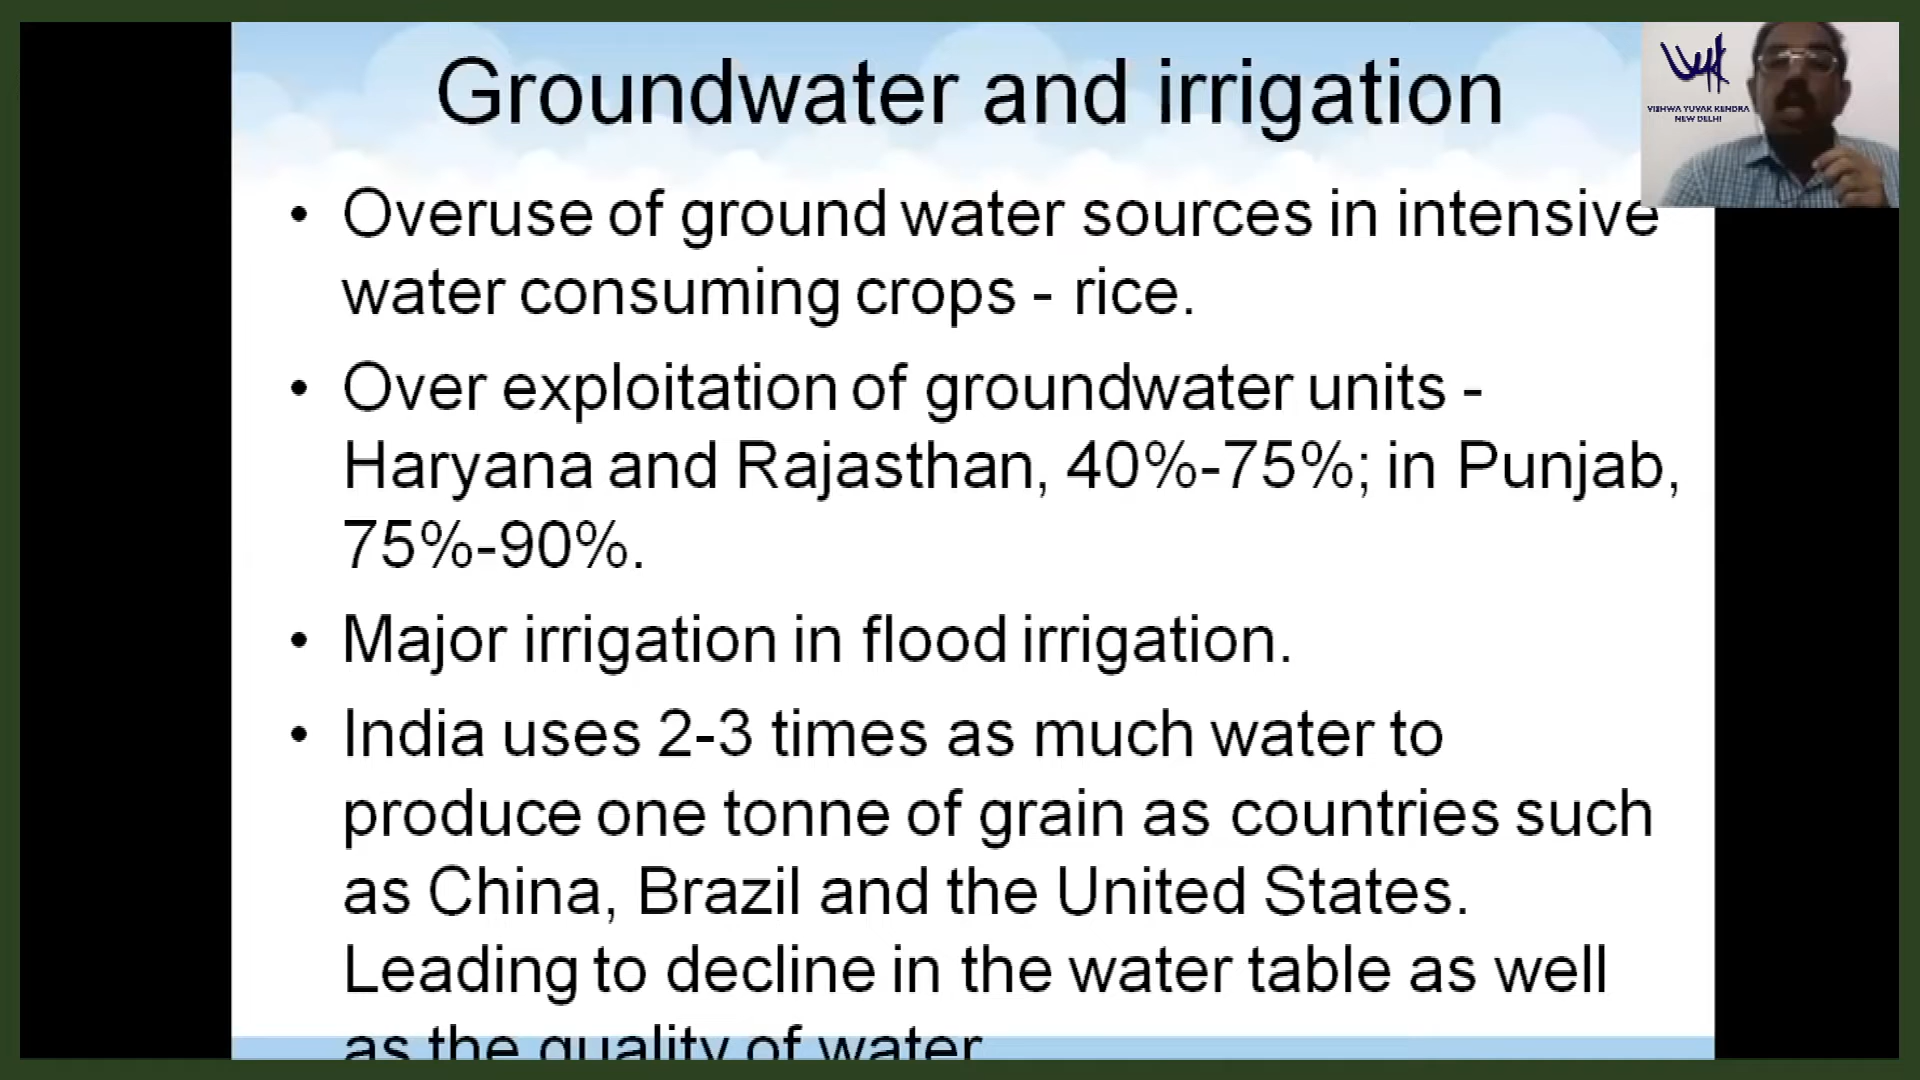 Groundwater and irrigation
VISHWA YUVAK KENDRA
NEW DELHI
• Overuse of ground water sources in intensive
water consuming crops - rice.
• Over exploitation of groundwater units -
Haryana and Rajasthan, 40%-75%; in Punjab,
75%-90%.
• Major irrigation in flood irrigation.
• India uses 2-3 times as much water to
produce one tonne of grain as countries such
as China, Brazil and the United States.
Leading to decline in the water table as well
as the quality of water